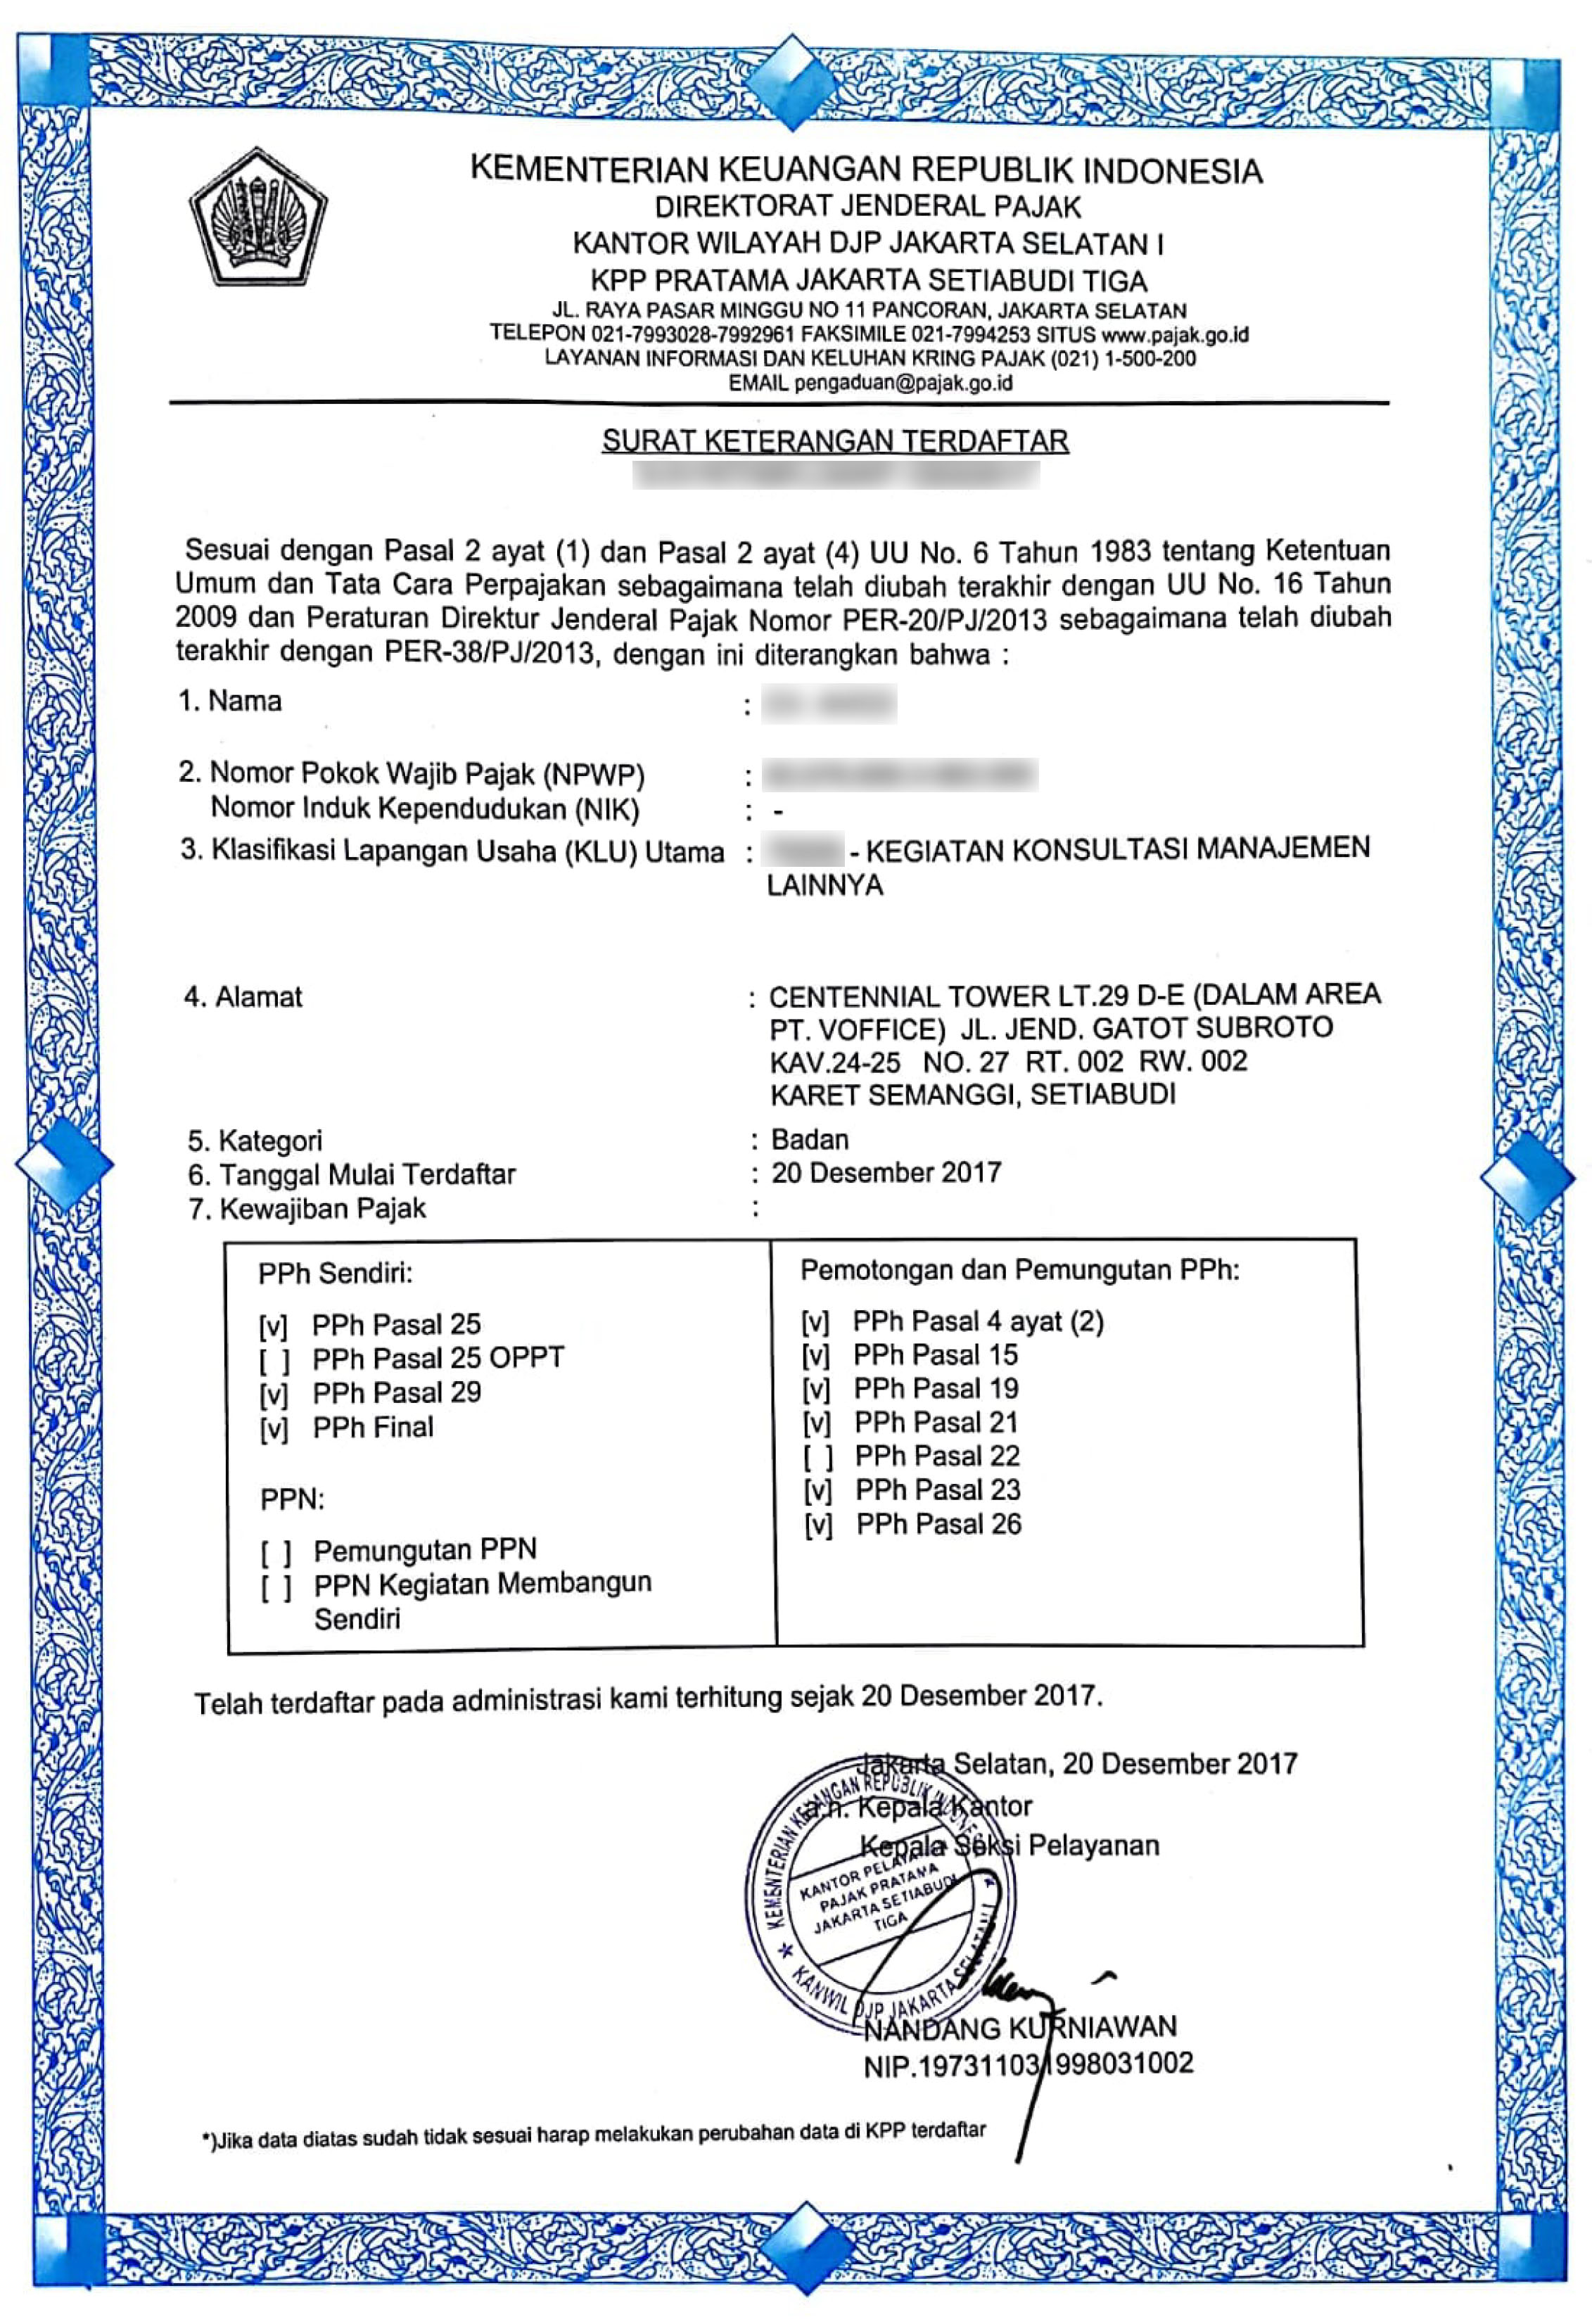 KEMENTERIAN KEUANGAN REPUBLIK INDONESIA
DIREKTORAT JENDERAL PAJAK
KANTOR WILAYAH DJP JAKARTA SELATAN I
KPP PRATAMA JAKARTA SETIABUDI TIGA
JL. RAYA PASAR MINGGU NO 11 PANCORAN, JAKARTA SELATAN
TELEPON 021-7993028-7992961 FAKSIMILE 021-7994253 SITUS www.pajak.go.id
LAYANAN INFORMASI DAN KELUHAN KRING PAJAK (021) 1-500-200
EMAIL pengaduan@pajak.go.id
SURAT KETERANGAN TERDAFTAR
Sesuai dengan Pasal 2 ayat (1) dan Pasal 2 ayat (4) UU No. 6 Tahun 1983 tentang Ketentuan
Umum dan Tata Cara Perpajakan sebagaimana telah diubah terakhir dengan UU No. 16 Tahun
2009 dan Peraturan Direktur Jenderal Pajak Nomor PER-20/PJ/2013 sebagaimana telah diubah
terakhir dengan PER-38/PJ/2013, dengan ini diterangkan bahwa :
1. Nama :
2. Nomor Pokok Wajib Pajak (NPWP) :
Nomor Induk Kependudukan (NIK) : -
3. Klasifikasi Lapangan Usaha (KLU) Utama : - KEGIATAN KONSULTASI MANAJEMEN
LAINNYA
4. Alamat : CENTENNIAL TOWER LT.29 D-E (DALAM AREA
PT. VOFFICE) JL. JEND. GATOT SUBROTO
KAV.24-25 NO. 27 RT. 002 RW. 002
KARET SEMANGGI, SETIABUDI
5. Kategori : Badan
6. Tanggal Mulai Terdaftar : 20 Desember 2017
7. Kewajiban Pajak :
PPh Sendiri:
[v] PPh Pasal 25
[ ] PPh Pasal 25 OPPT
[v] PPh Pasal 29
[v] PPh Final
PPN:
[ ] Pemungutan PPN
[ ] PPN Kegiatan Membangun
Sendiri
Pemotongan dan Pemungutan PPh:
[v] PPh Pasal 4 ayat (2)
[v] PPh Pasal 15
[v] PPh Pasal 19
[v] PPh Pasal 21
[ ] PPh Pasal 22
[v] PPh Pasal 23
[v] PPh Pasal 26
Telah terdaftar pada administrasi kami terhitung sejak 20 Desember 2017.
Jakarta Selatan, 20 Desember 2017
a.n. Kepala Kantor
Kepala Seksi Pelayanan
KEMENTERIAN KEUANGAN REPUBLIK INDONESIA
KANTOR PELAYANAN
PAJAK PRATAMA
JAKARTA SETIABUDI
TIGA
KANWIL DJP JAKARTA SELATAN I
NANDANG KURNIAWAN
NIP.197311031998031002
*)Jika data diatas sudah tidak sesuai harap melakukan perubahan data di KPP terdaftar